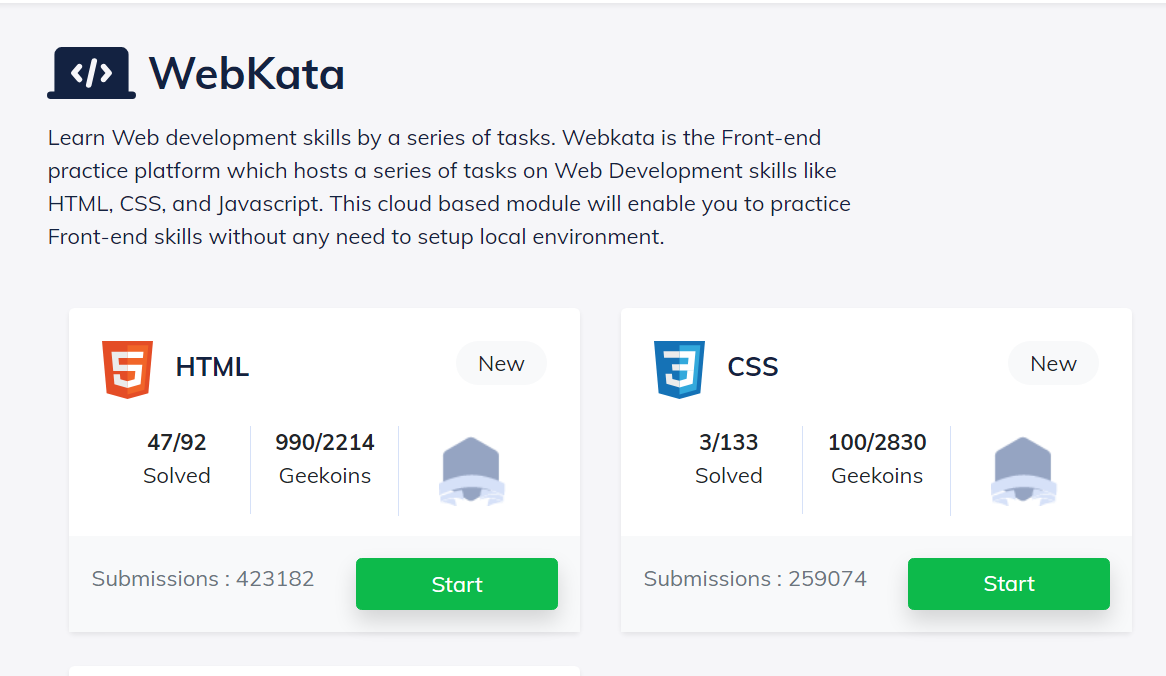 WebKata
Learn Web development skills by a series of tasks. Webkata is the Front-end
practice platform which hosts a series of tasks on Web Development skills like
HTML, CSS, and Javascript. This cloud based module will enable you to practice
Front-end skills without any need to setup local environment.
HTML
New
47/92
Solved
990/2214
Geekoins
Submissions : 423182
Start
CSS
New
3/133
Solved
100/2830
Geekoins
Submissions : 259074
Start